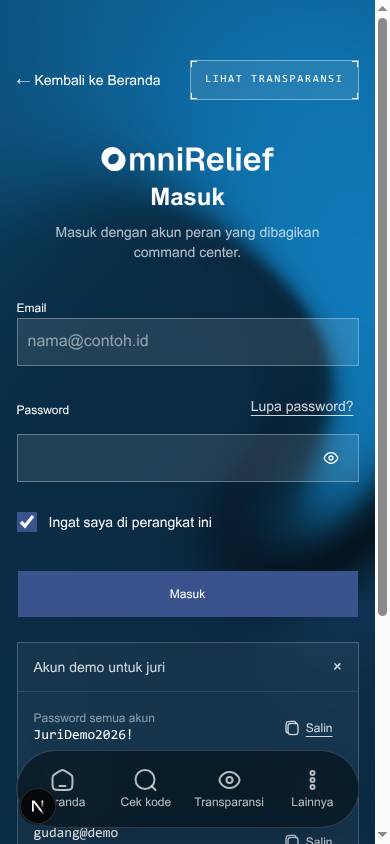 ← Kembali ke Beranda
LIHAT TRANSPARANSI
OmniRelief
Masuk
Masuk dengan akun peran yang dibagikan
command center.
Email
nama@contoh.id
Password
Lupa password?
Ingat saya di perangkat ini
Masuk
Akun demo untuk juri
×
Password semua akun
JuriDemo2026!
Salin
N
Cek kode
Transparansi
Lainnya
gudang@demo
Salin